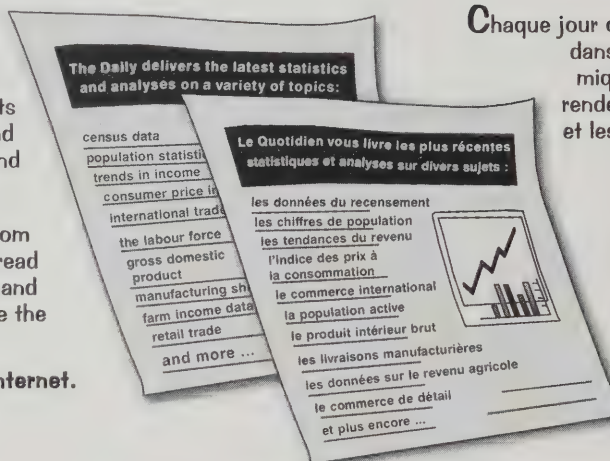 ts
nd
nd
om
read
and
e the
nternet.
The Daily delivers the latest statistics
and analyses on a variety of topics:
census data
population statisti
trends in income
consumer price in
international trad
the labour force
gross domestic
product
manufacturing sh
farm income data
retail trade
and more ...
Le Quotidien vous livre les plus récentes
statistiques et analyses sur divers sujets :
les données du recensement
les chiffres de population
les tendances du revenu
l'indice des prix à
la consommation
le commerce international
la population active
le produit intérieur brut
les livraisons manufacturières
les données sur le revenu agricole
le commerce de détail
et plus encore ...
Chaque jour
dans
miq
rende
et les